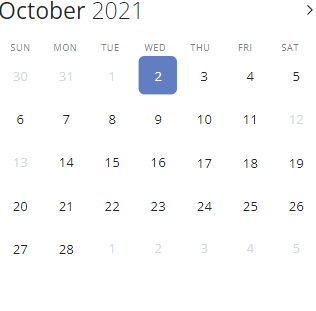 October 2021
SUN MON TUE WED THU FRI SAT
30 31 1 2 3 4 5
6 7 8 9 10 11 12
13 14 15 16 17 18 19
20 21 22 23 24 25 26
27 28 1 2 3 4 5